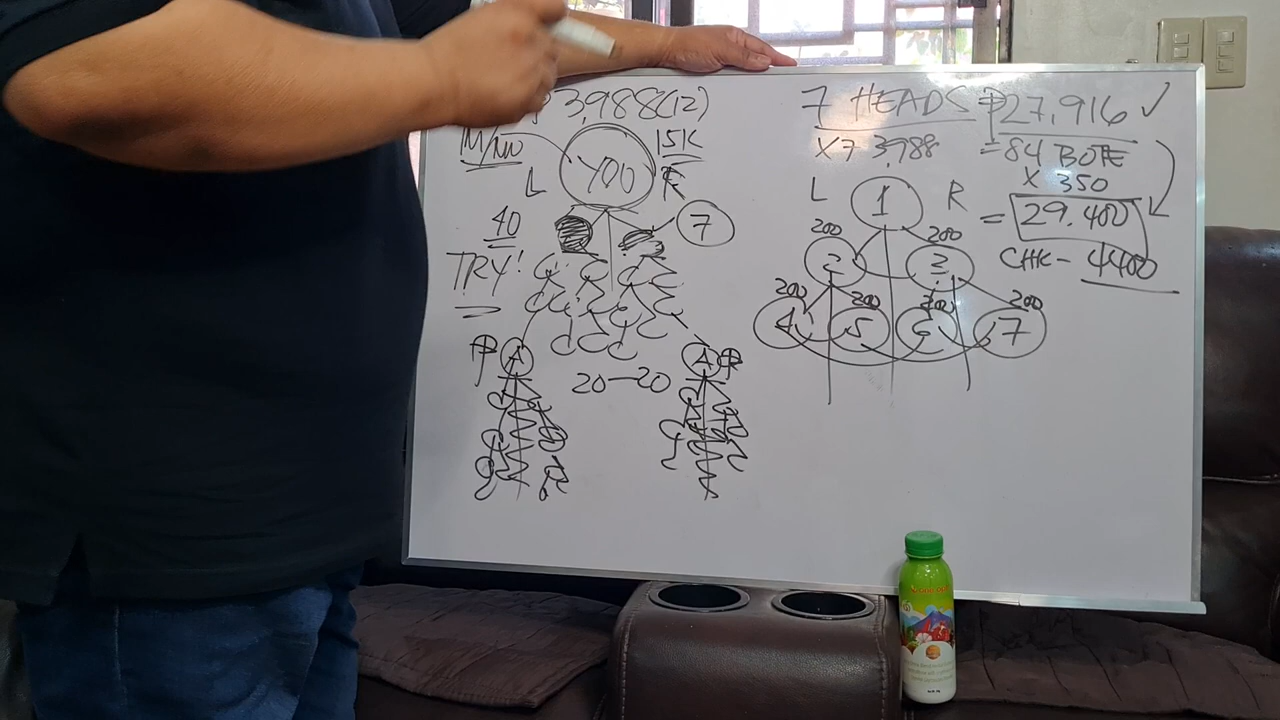 3,988(12)
15K
YOU
L
40
7
TRY!
A
A
20-20
7 HEADS ₱27,916 ✓
X7 3,988 = 84 BOTE
X 350
L 1 R = 29,400
200 200
2 3 CHK- 4400
200 200 200 200
4 5 6 7